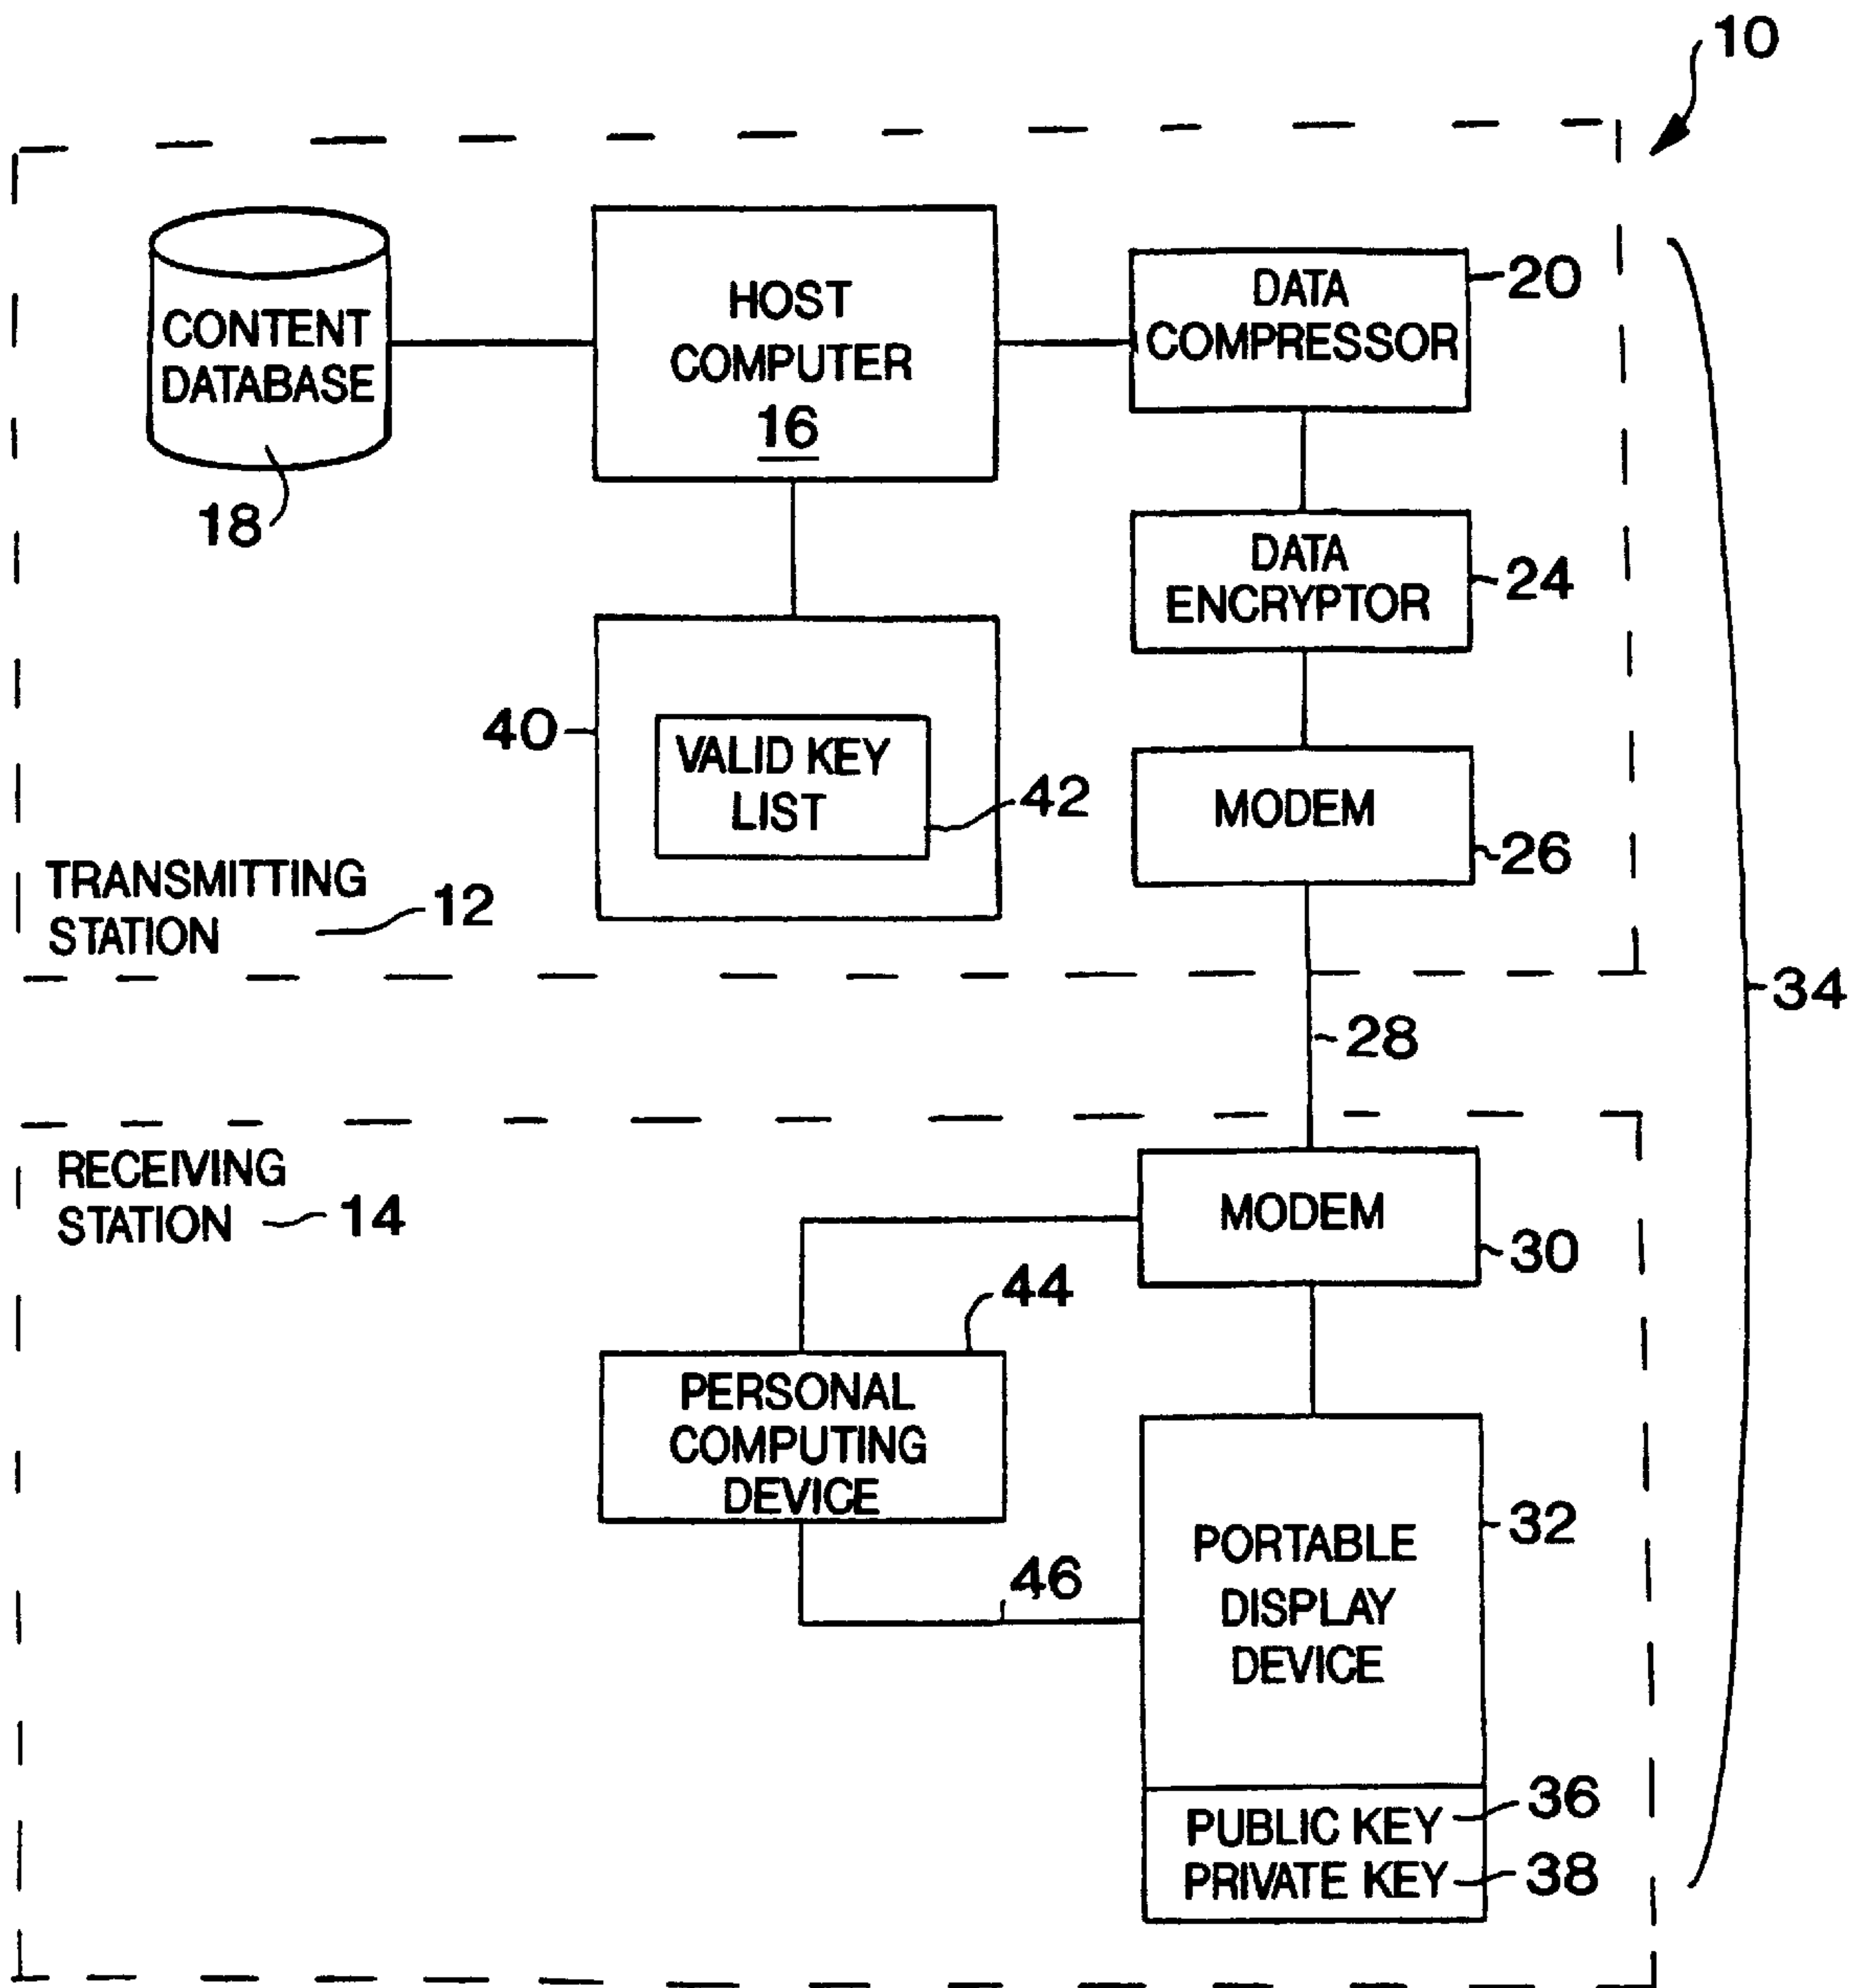 10
CONTENT
DATABASE
18
HOST
COMPUTER
16
DATA
COMPRESSOR
20
DATA
ENCRYPTOR
24
40
VALID KEY
LIST
42
MODEM
26
TRANSMITTING
STATION
12
34
28
RECEIVING
STATION
14
MODEM
30
44
PERSONAL
COMPUTING
DEVICE
46
PORTABLE
DISPLAY
DEVICE
32
PUBLIC KEY
36
PRIVATE KEY
38